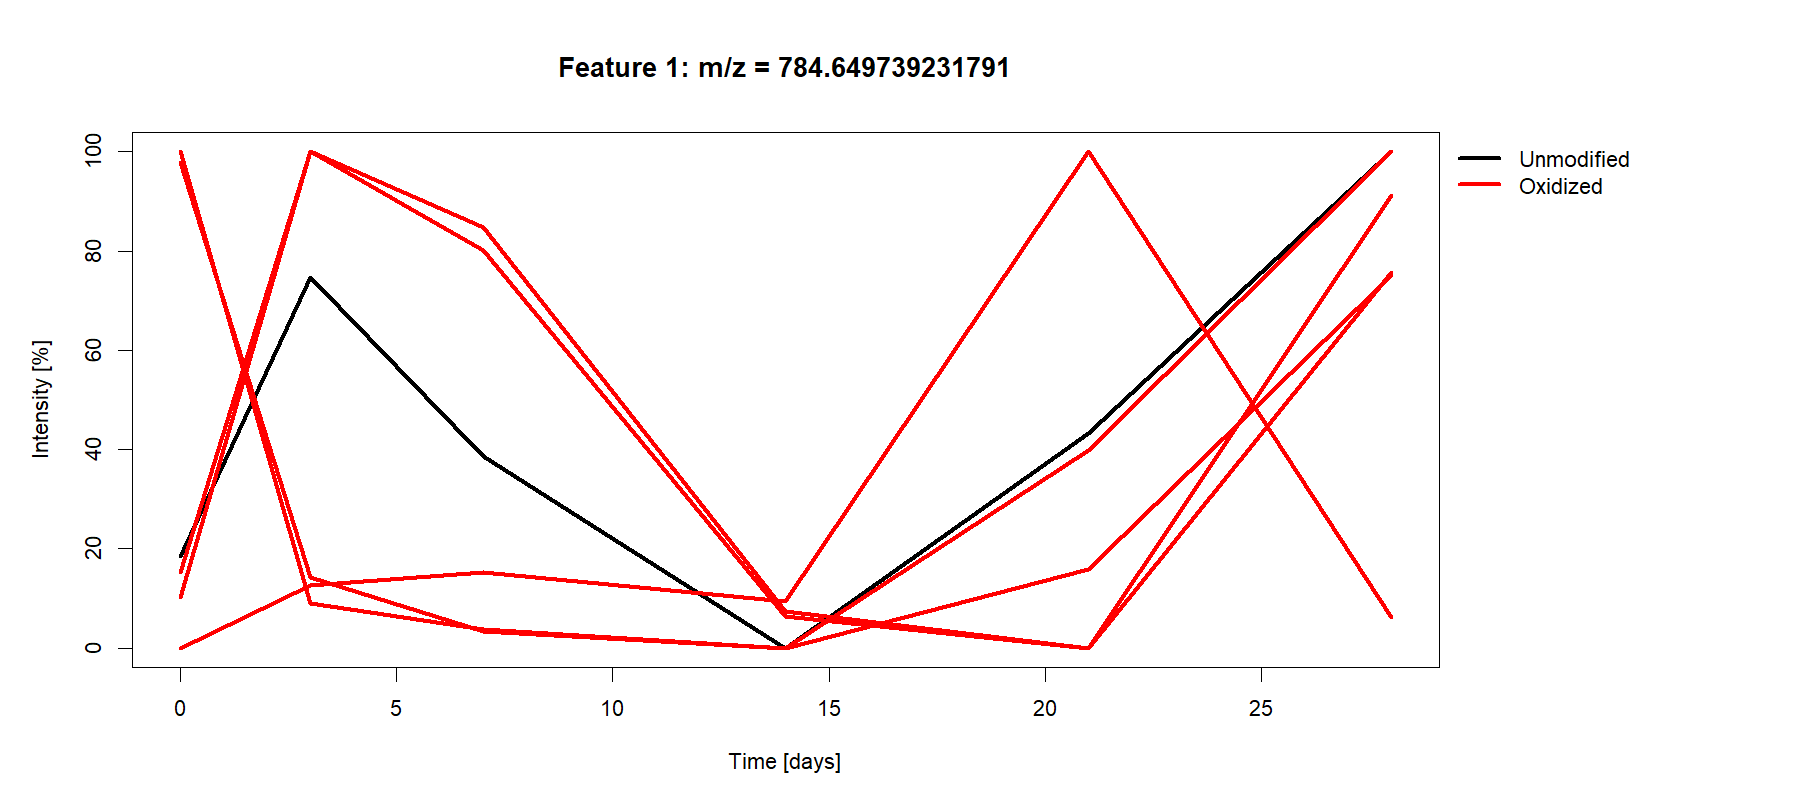 Feature 1: m/z = 784.649739231791
100
80
60
40
20
0
Intensity [%]
Unmodified
Oxidized
0 5 10 15 20 25
Time [days]